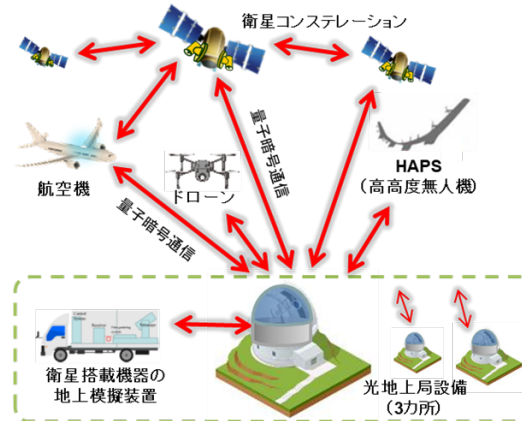 衛星コンステレーション
量子暗号通信
航空機
ドローン
HAPS
(高高度無人機)
量子暗号通信
衛星搭載機器の
地上模擬装置
光地上局設備
(3カ所)